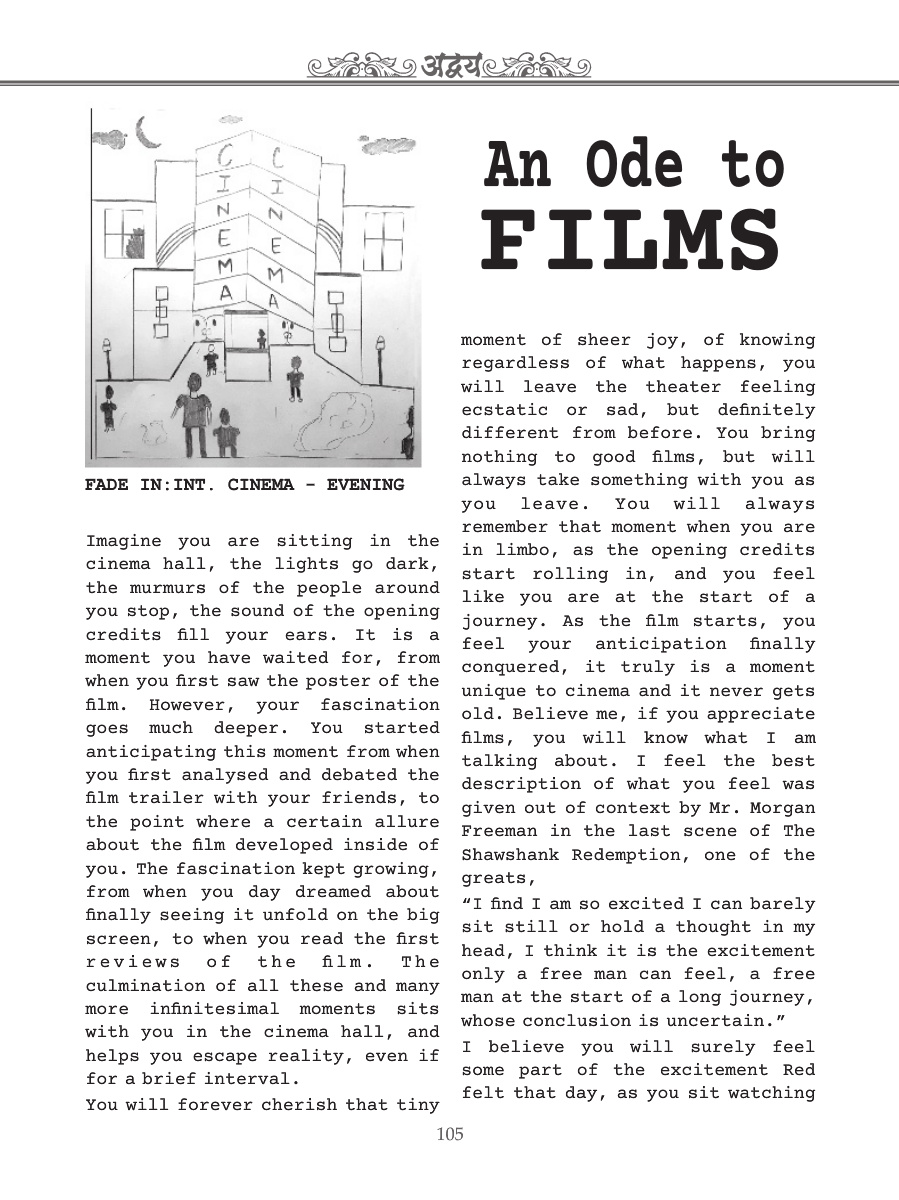 अद्वय
An Ode to
FILMS
C C
I I
N N
E E
M M
A A
FADE IN:INT. CINEMA - EVENING
Imagine you are sitting in the
cinema hall, the lights go dark,
the murmurs of the people around
you stop, the sound of the opening
credits fill your ears. It is a
moment you have waited for, from
when you first saw the poster of the
film. However, your fascination
goes much deeper. You started
anticipating this moment from when
you first analysed and debated the
film trailer with your friends, to
the point where a certain allure
about the film developed inside of
you. The fascination kept growing,
from when you day dreamed about
finally seeing it unfold on the big
screen, to when you read the first
reviews of the film. The
culmination of all these and many
more infinitesimal moments sits
with you in the cinema hall, and
helps you escape reality, even if
for a brief interval.
You will forever cherish that tiny
moment of sheer joy, of knowing
regardless of what happens, you
will leave the theater feeling
ecstatic or sad, but definitely
different from before. You bring
nothing to good films, but will
always take something with you as
you leave. You will always
remember that moment when you are
in limbo, as the opening credits
start rolling in, and you feel
like you are at the start of a
journey. As the film starts, you
feel your anticipation finally
conquered, it truly is a moment
unique to cinema and it never gets
old. Believe me, if you appreciate
films, you will know what I am
talking about. I feel the best
description of what you feel was
given out of context by Mr. Morgan
Freeman in the last scene of The
Shawshank Redemption, one of the
greats,
“I find I am so excited I can barely
sit still or hold a thought in my
head, I think it is the excitement
only a free man can feel, a free
man at the start of a long journey,
whose conclusion is uncertain.”
I believe you will surely feel
some part of the excitement Red
felt that day, as you sit watching
105